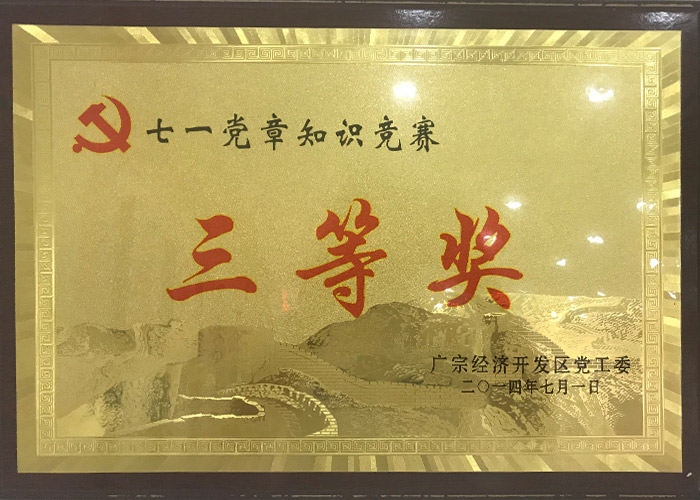 七一党章知识竞赛
三等奖
广宗经济开发区党工委
二〇一四年七月一日